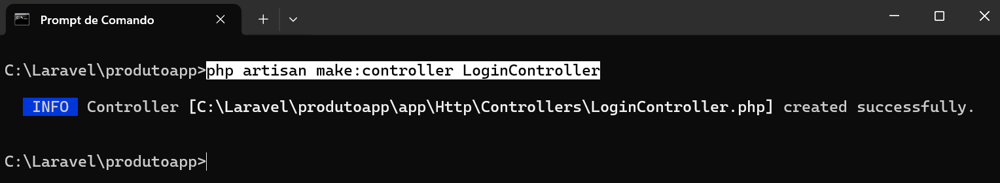 Prompt de Comando
C:\Laravel\produtoapp>php artisan make:controller LoginController
INFO Controller [C:\Laravel\produtoapp\app\Http\Controllers\LoginController.php] created successfully.
C:\Laravel\produtoapp>